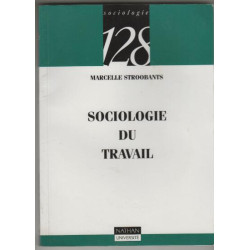 sociologie
128
MARCELLE STROOBANTS
SOCIOLOGIE
DU
TRAVAIL
NATHAN
UNIVERSITÉ